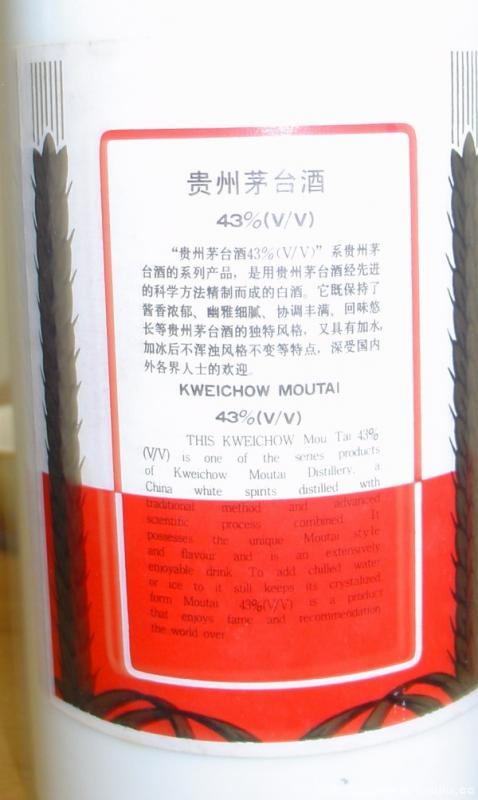 贵州茅台酒
43%(V/V)
“贵州茅台酒43%(V/V)”系贵州茅
台酒的系列产品，是用贵州茅台酒经先进
的科学方法精制而成的白酒。它既保持了
酱香浓郁、幽雅细腻、协调丰满、回味悠
长等贵州茅台酒的独特风格，又具有加水，
加冰后不浑浊风格不变等特点，深受国内
外各界人士的欢迎。
KWEICHOW MOUTAI
43%(V/V)
THIS KWEICHOW Mou Tai 43%
(V/V) is one of the series products
of Kweichow Moutai Distillery, a
China white spirits distilled with
traditional method and advanced
scientific process combined. It
possesses the unique Moutai style
and flavour and is an extensively
enjoyable drink. To add chilled water
or ice to it still keeps its crystalized
form Moutai 43%(V/V) is a product
that enjoys fame and recommendation
the world over.